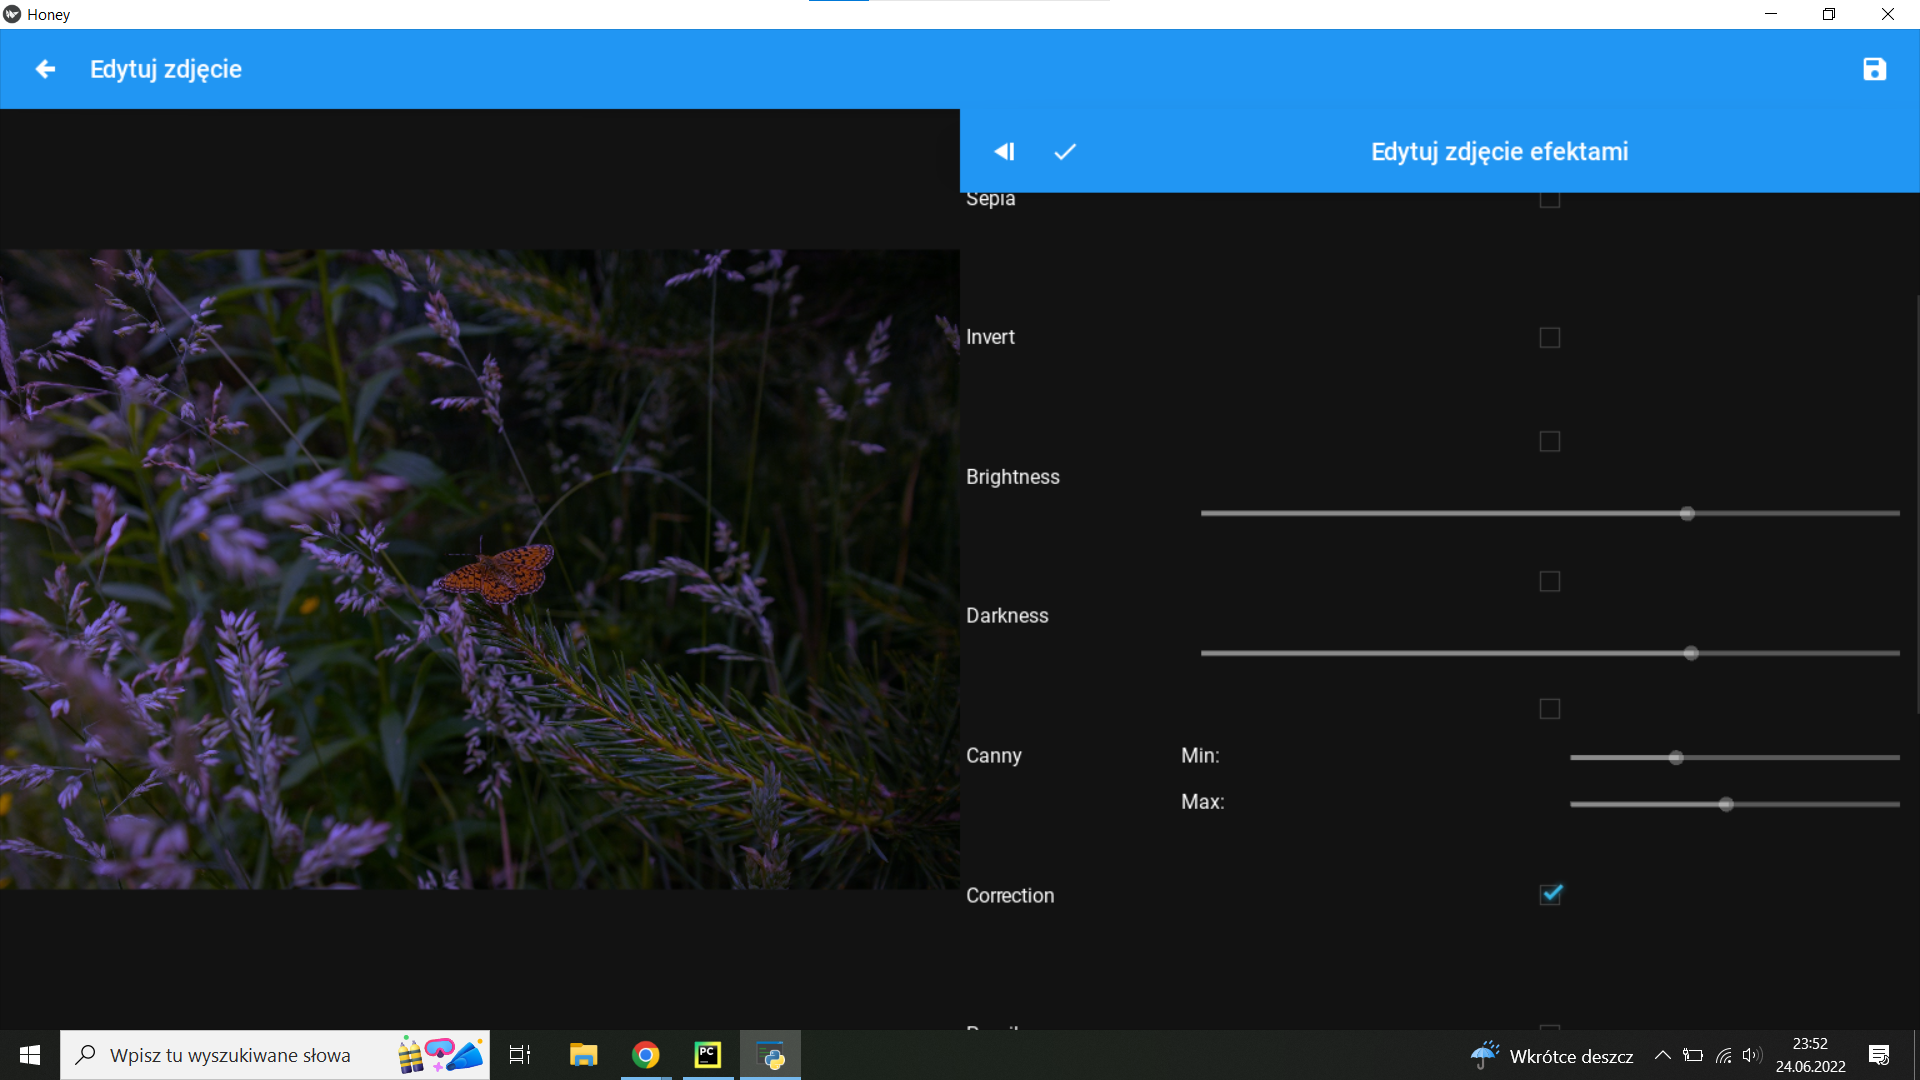 Honey
Edytuj zdjęcie
Edytuj zdjęcie efektami
Sepia
Invert
Brightness
Darkness
Canny
Min:
Max:
Correction
Wpisz tu wyszukiwane słowa
PC
Wkrótce deszcz
23:52
24.06.2022